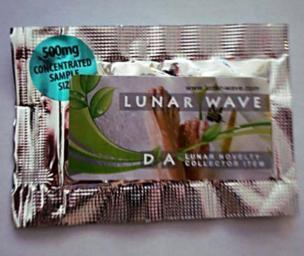 500mg
CONCENTRATED
SAMPLE
SIZE
www.lunar-wave.com
LUNAR WAVE
DA LUNAR NOVELTY
COLLECTOR ITEM